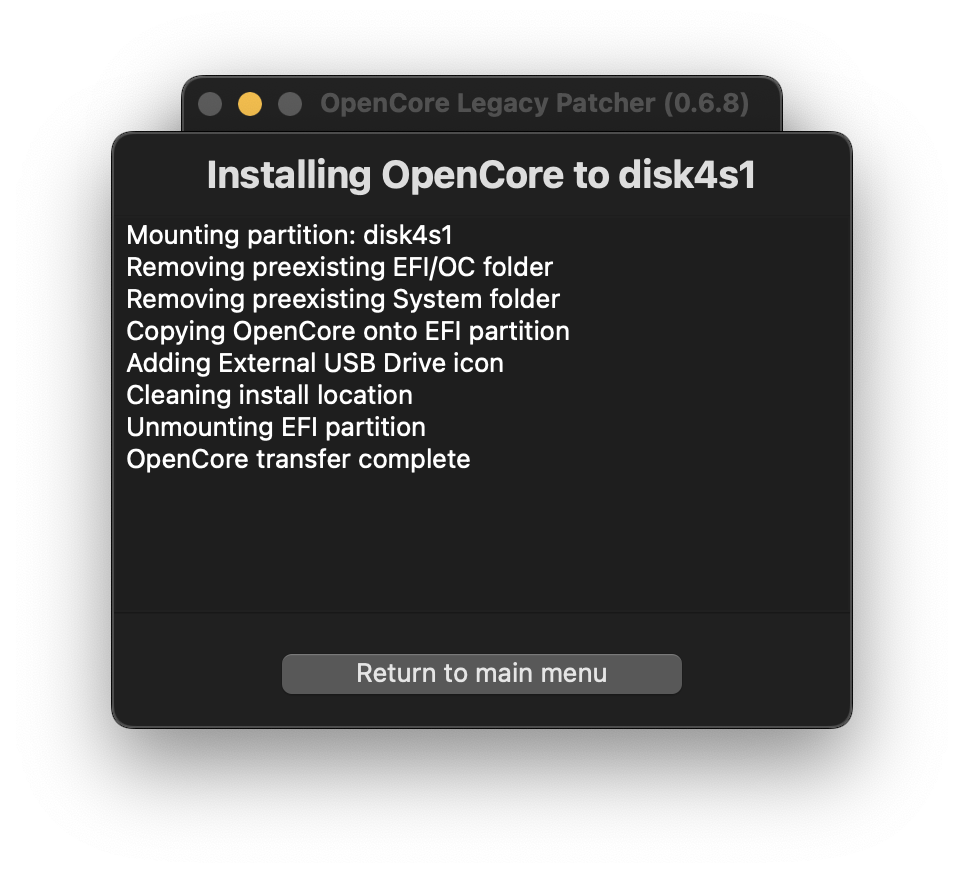 OpenCore Legacy Patcher (0.6.8)
Installing OpenCore to disk4s1
Mounting partition: disk4s1
Removing preexisting EFI/OC folder
Removing preexisting System folder
Copying OpenCore onto EFI partition
Adding External USB Drive icon
Cleaning install location
Unmounting EFI partition
OpenCore transfer complete
Return to main menu